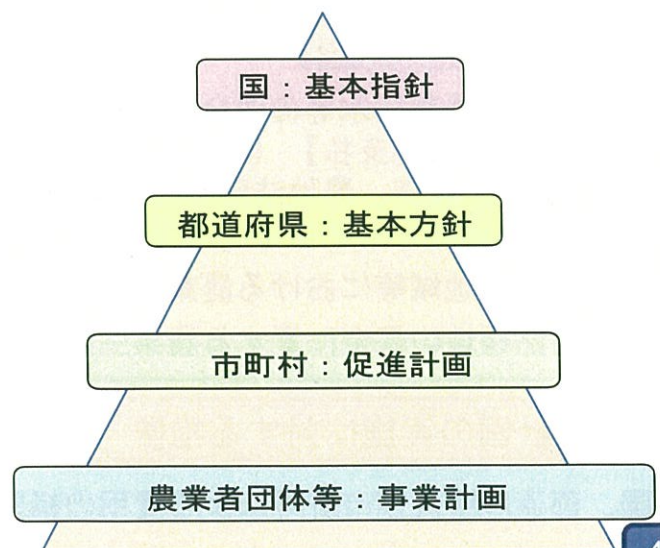 国：基本指針
都道府県：基本方針
市町村：促進計画
農業者団体等：事業計画